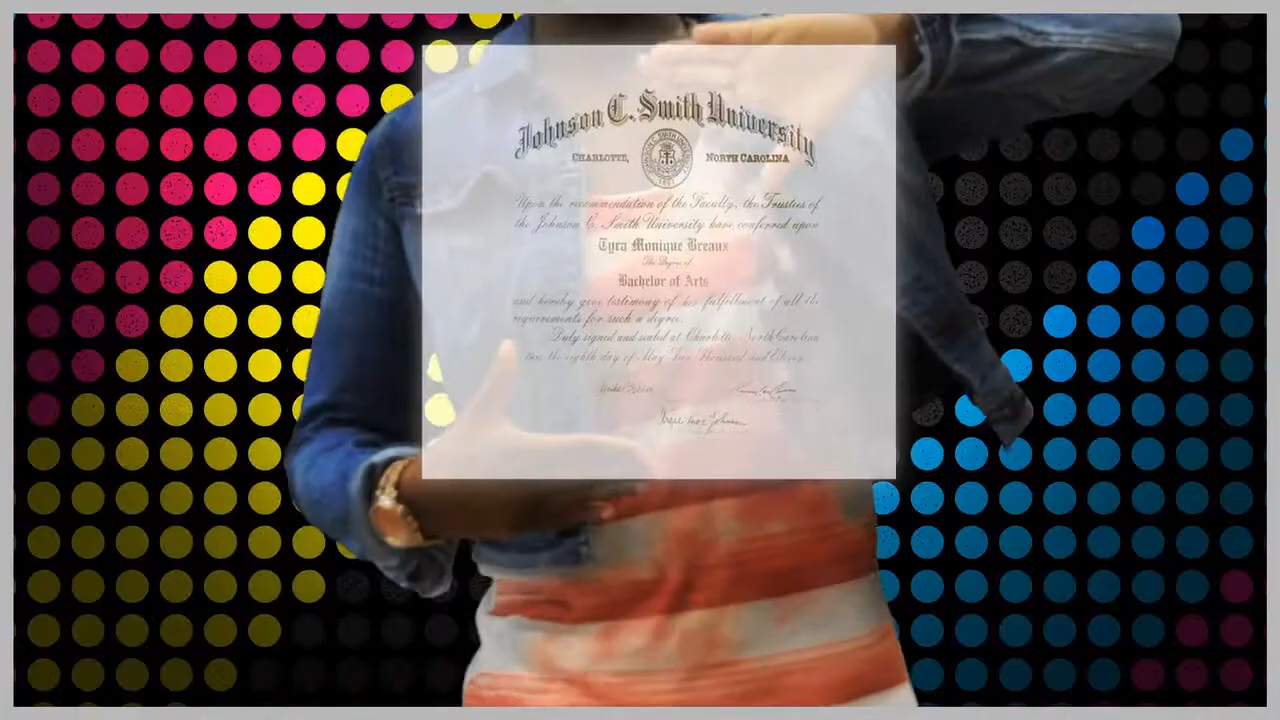 Johnson C. Smith University
CHARLOTTE, NORTH CAROLINA
Upon the recommendation of the Faculty, the Trustees of
the Johnson C. Smith University have conferred upon
Tyra Monique Breaux
The Degree of
Bachelor of Arts
and hereby give testimony of her fulfillment of all the
requirements for such a degree.
Duly signed and sealed at Charlotte North Carolina
this the eighth day of May Two Thousand and Eleven